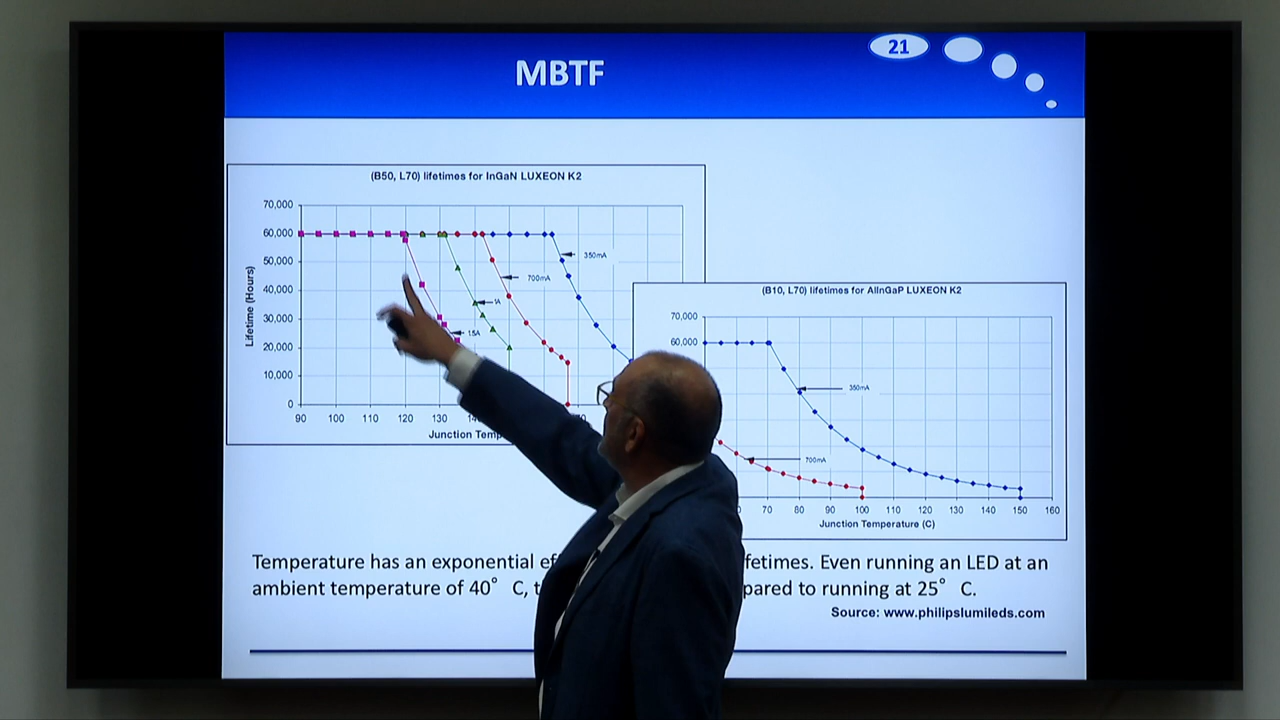 21
MBTF
(B50, L70) lifetimes for InGaN LUXEON K2
70,000
60,000
50,000
40,000
30,000
20,000
10,000
0
Lifetime (Hours)
350mA
700mA
1A
1.5A
90 100 110 120 130
Junction
(B10, L70) lifetimes for AlInGaP LUXEON K2
70,000
60,000
350mA
700mA
70 80 90 100 110 120 130 140 150 160
Junction Temperature (C)
Temperature has an exponential
Even running an LED at an
ambient temperature of 40° C,
to running at 25° C.
Source: www.philipslumileds.com